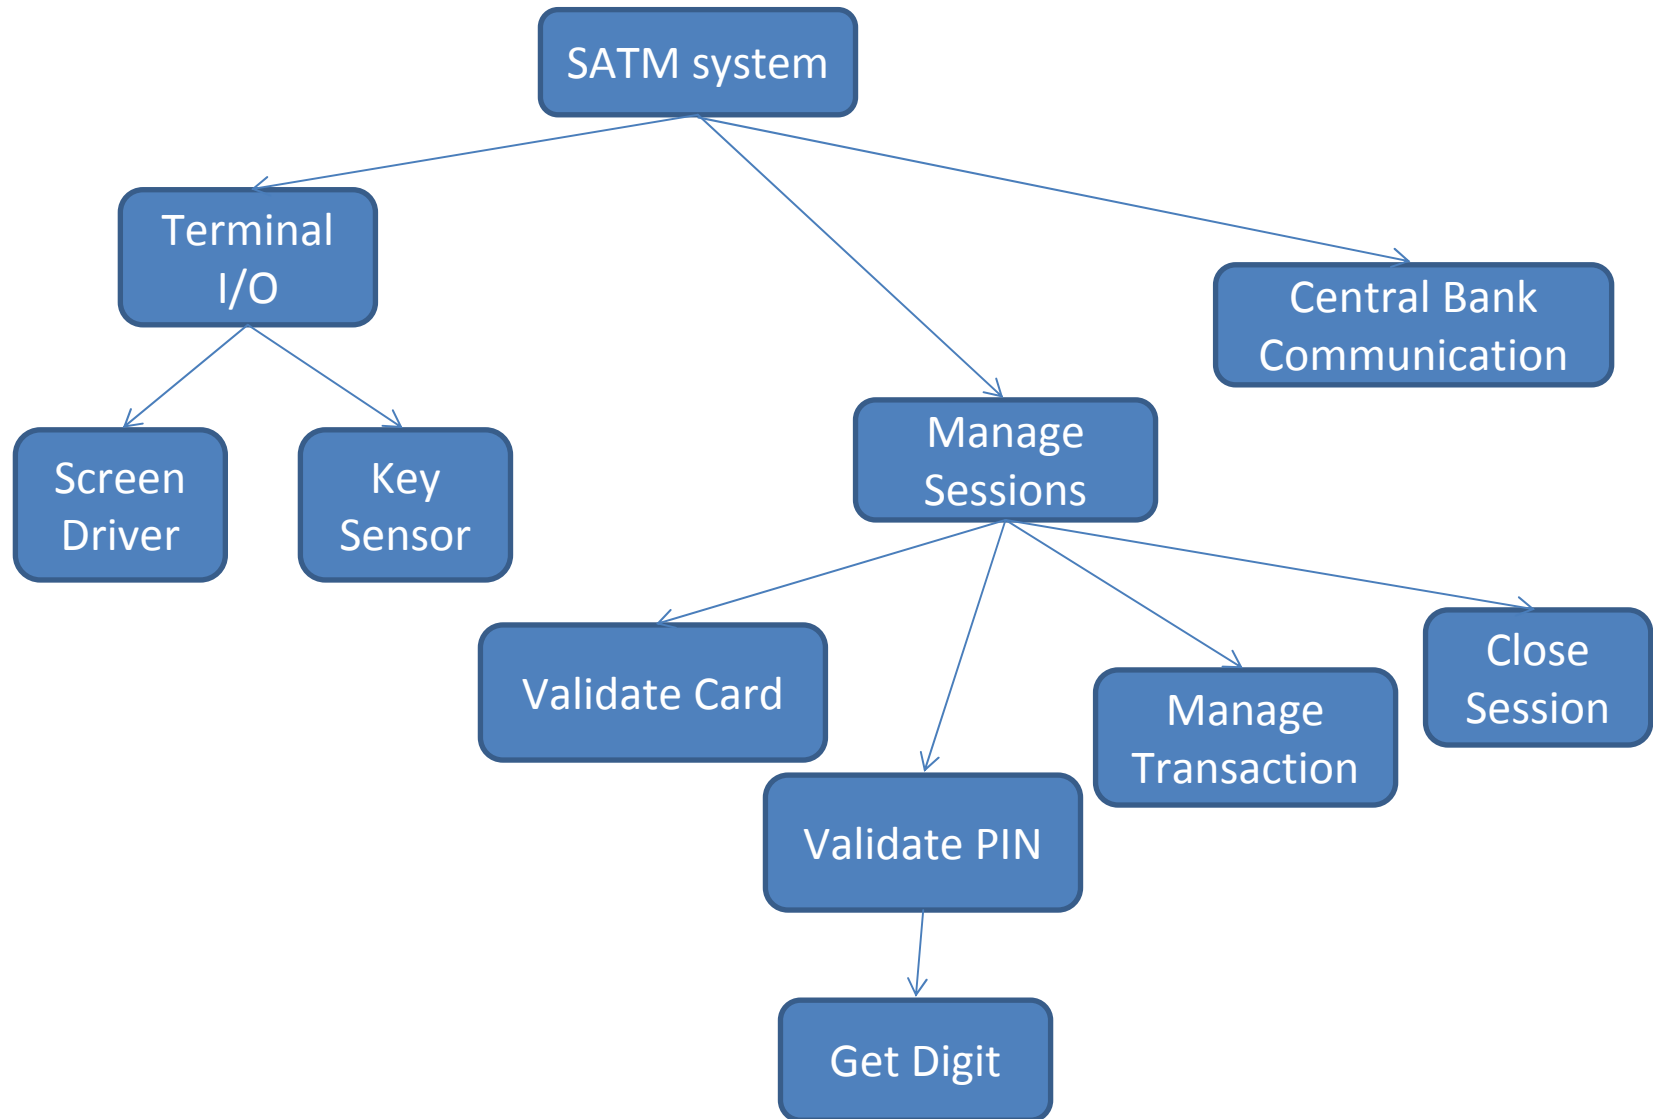 SATM system
Terminal
I/O
Central Bank
Communication
Screen
Driver
Key
Sensor
Manage
Sessions
Validate Card
Manage
Transaction
Close
Session
Validate PIN
Get Digit